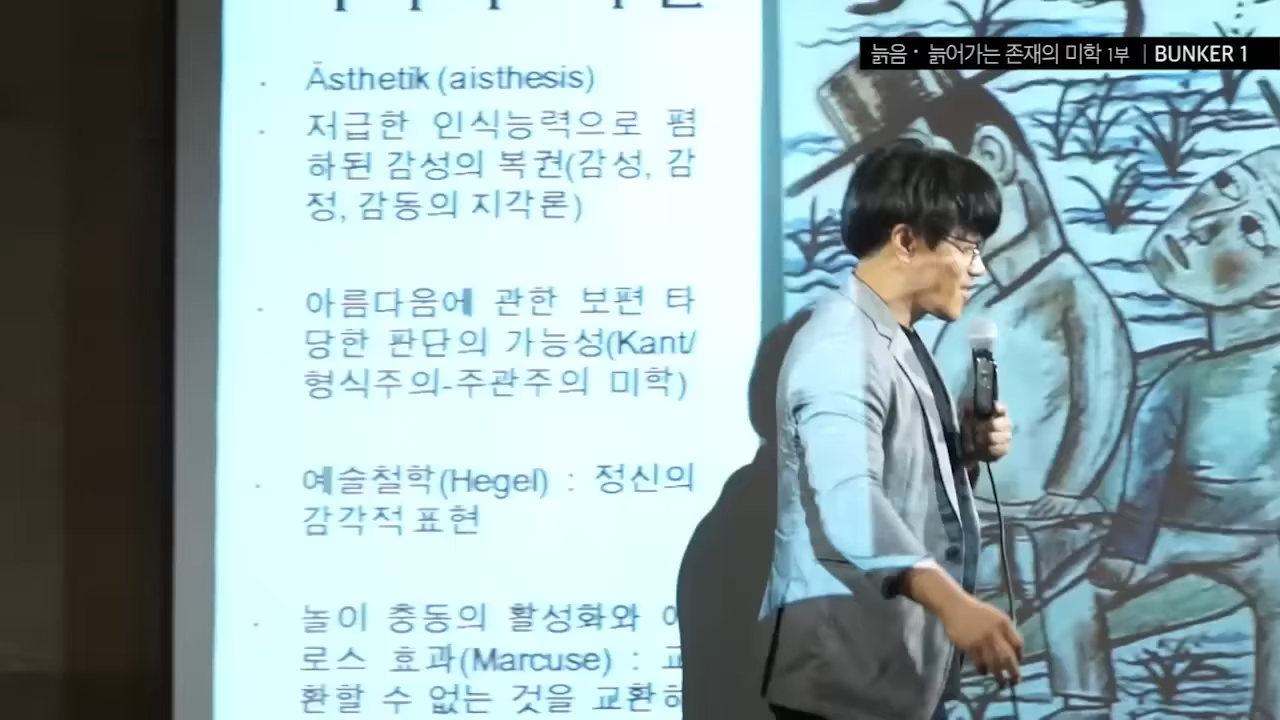 늙음· 늙어가는 존재의 미학 1부 | BUNKER 1
· Ästhetik (aisthesis)
· 저급한 인식능력으로 폄
하된 감성의 복권(감성, 감
정, 감동의 지각론)
· 아름다움에 관한 보편 타
당한 판단의 가능성(Kant/
형식주의-주관주의 미학)
· 예술철학(Hegel) : 정신의
감각적 표현
· 놀이 충동의 활성화와
로스 효과(Marcuse) :
환할 수 없는 것을